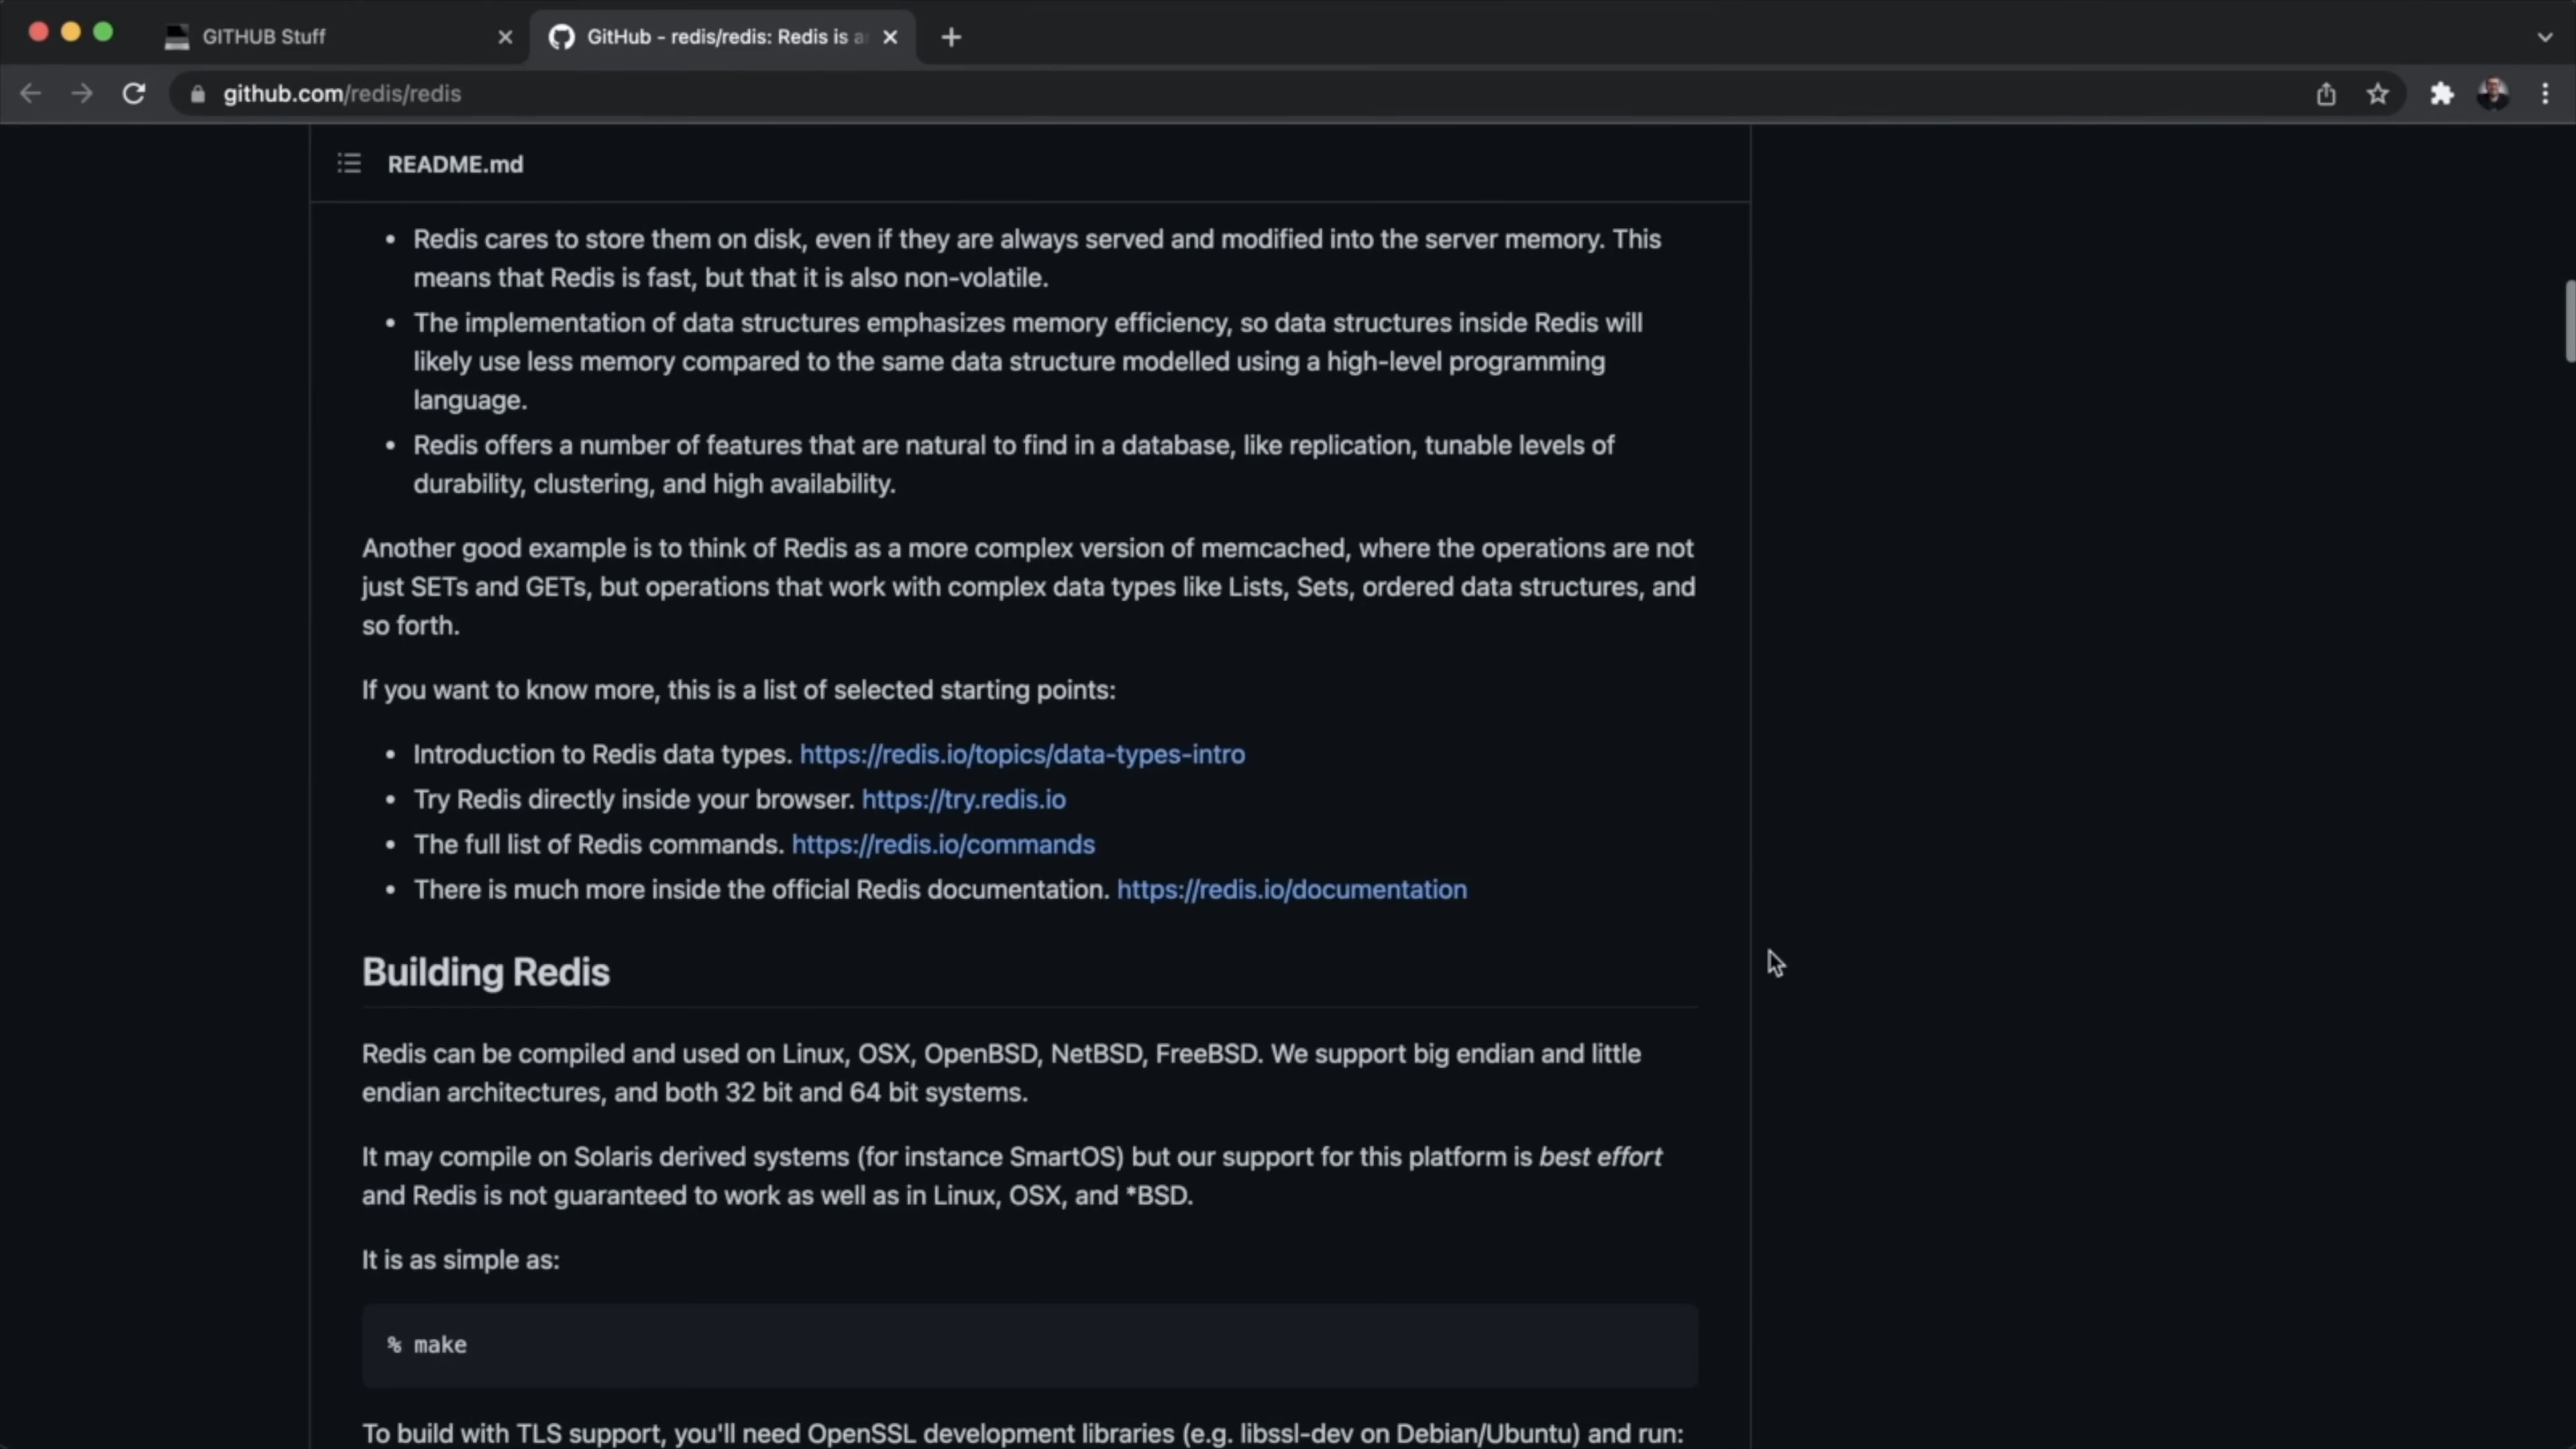 GITHUB Stuff
GitHub - redis/redis: Redis is a
github.com/redis/redis
README.md
• Redis cares to store them on disk, even if they are always served and modified into the server memory. This
means that Redis is fast, but that it is also non-volatile.
• The implementation of data structures emphasizes memory efficiency, so data structures inside Redis will
likely use less memory compared to the same data structure modelled using a high-level programming
language.
• Redis offers a number of features that are natural to find in a database, like replication, tunable levels of
durability, clustering, and high availability.
Another good example is to think of Redis as a more complex version of memcached, where the operations are not
just SETs and GETs, but operations that work with complex data types like Lists, Sets, ordered data structures, and
so forth.
If you want to know more, this is a list of selected starting points:
• Introduction to Redis data types. https://redis.io/topics/data-types-intro
• Try Redis directly inside your browser. https://try.redis.io
• The full list of Redis commands. https://redis.io/commands
• There is much more inside the official Redis documentation. https://redis.io/documentation
Building Redis
Redis can be compiled and used on Linux, OSX, OpenBSD, NetBSD, FreeBSD. We support big endian and little
endian architectures, and both 32 bit and 64 bit systems.
It may compile on Solaris derived systems (for instance SmartOS) but our support for this platform is best effort
and Redis is not guaranteed to work as well as in Linux, OSX, and *BSD.
It is as simple as:
% make
To build with TLS support, you'll need OpenSSL development libraries (e.g. libssl-dev on Debian/Ubuntu) and run: